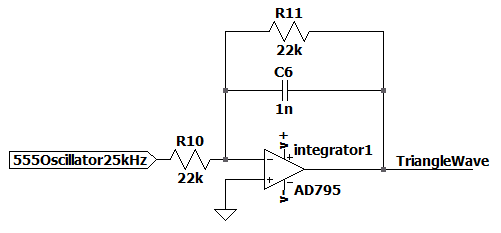 R11
22k
C6
1n
R10
555Oscillator25kHz
22k
v+
integrator1
TriangleWave
AD795
v-